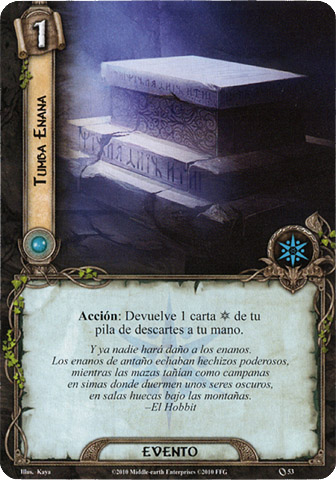 1
TUMBA ENANA
Acción: Devuelve 1 carta de tu
pila de descartes a tu mano.
Y ya nadie hará daño a los enanos.
Los enanos de antaño echaban hechizos poderosos,
mientras las mazas tañían como campanas
en simas donde duermen unos seres oscuros,
en salas huecas bajo las montañas.
–El Hobbit
EVENTO
Illus. Kaya
©2010 Middle-earth Enterprises ©2010 FFG
53